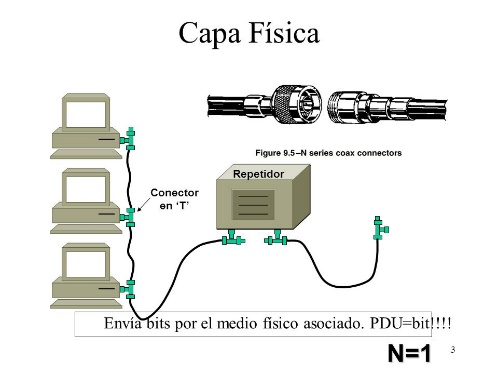 Capa Física
Figure 9.5–N series coax connectors
Repetidor
Conector
en ‘T’
Envía bits por el medio físico asociado. PDU=bit!!!!
N=1
3